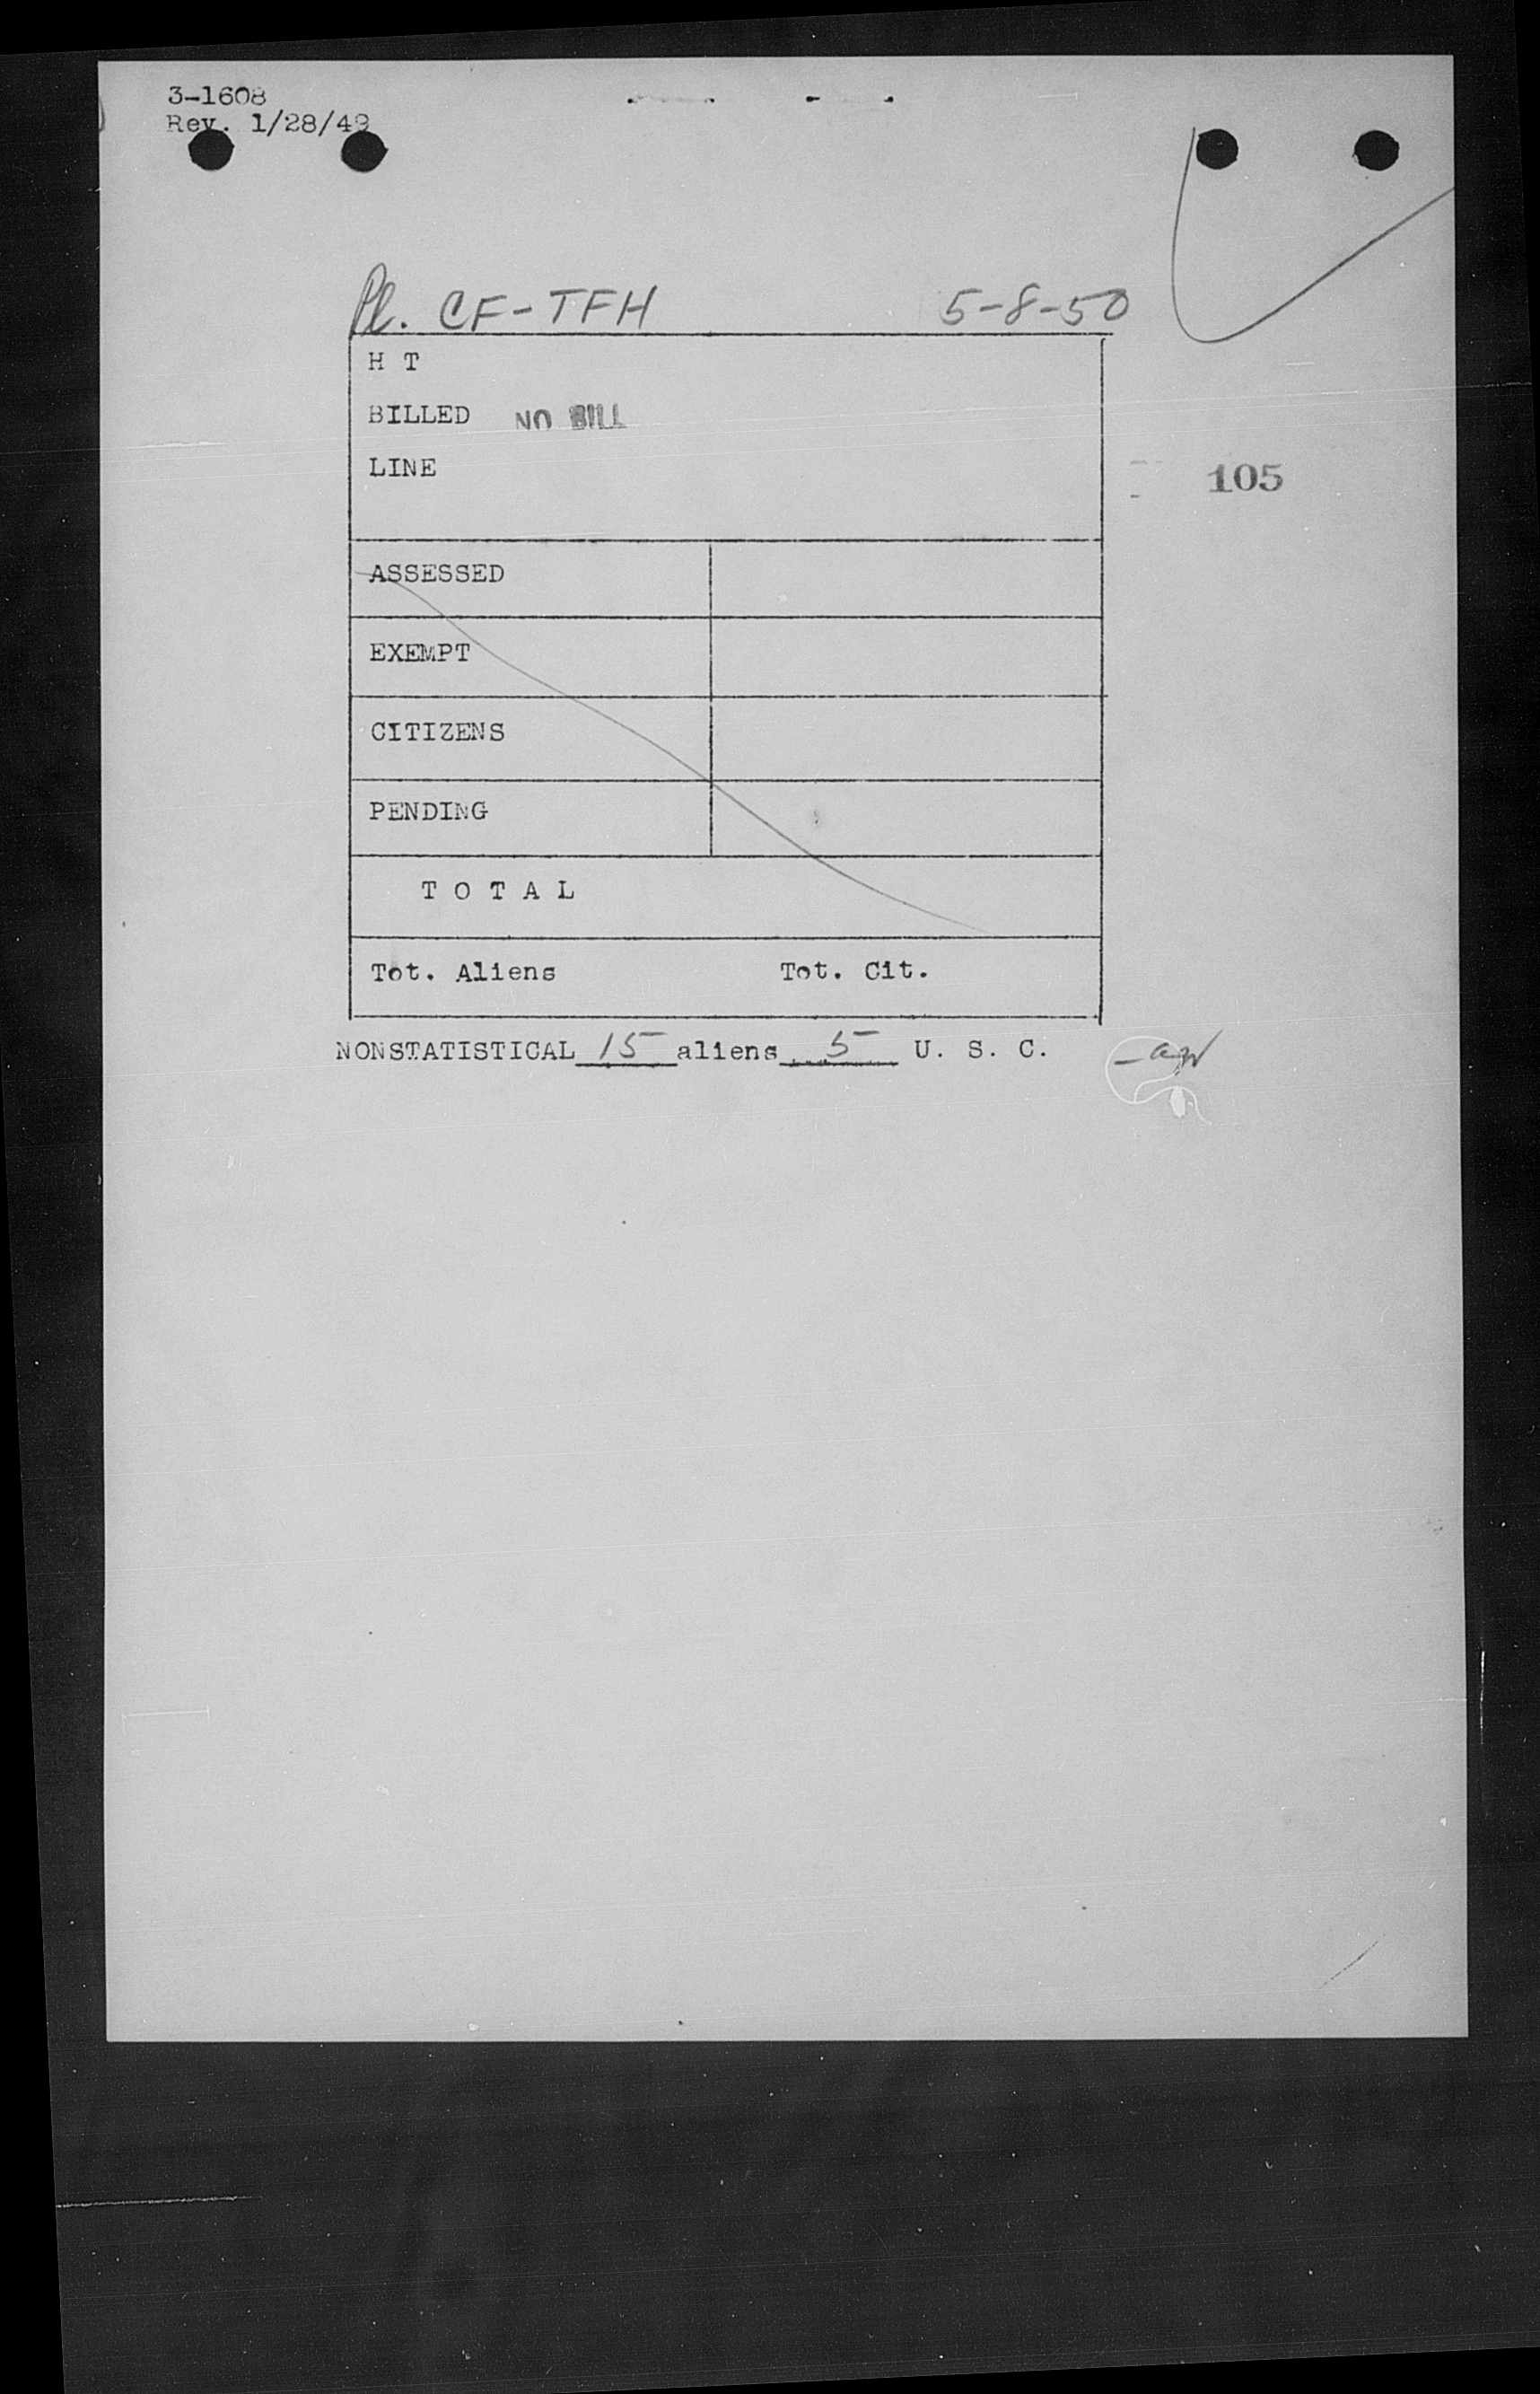 3-1608
Rev. 1/28/49
Pl. CF-TFH 5-8-50
H T
BILLED NO BILL
LINE
105
ASSESSED
EXEMPT
CITIZENS
PENDING
T O T A L
Tot. Aliens Tot. Cit.
NONSTATISTICAL 15 aliens 5 U. S. C.